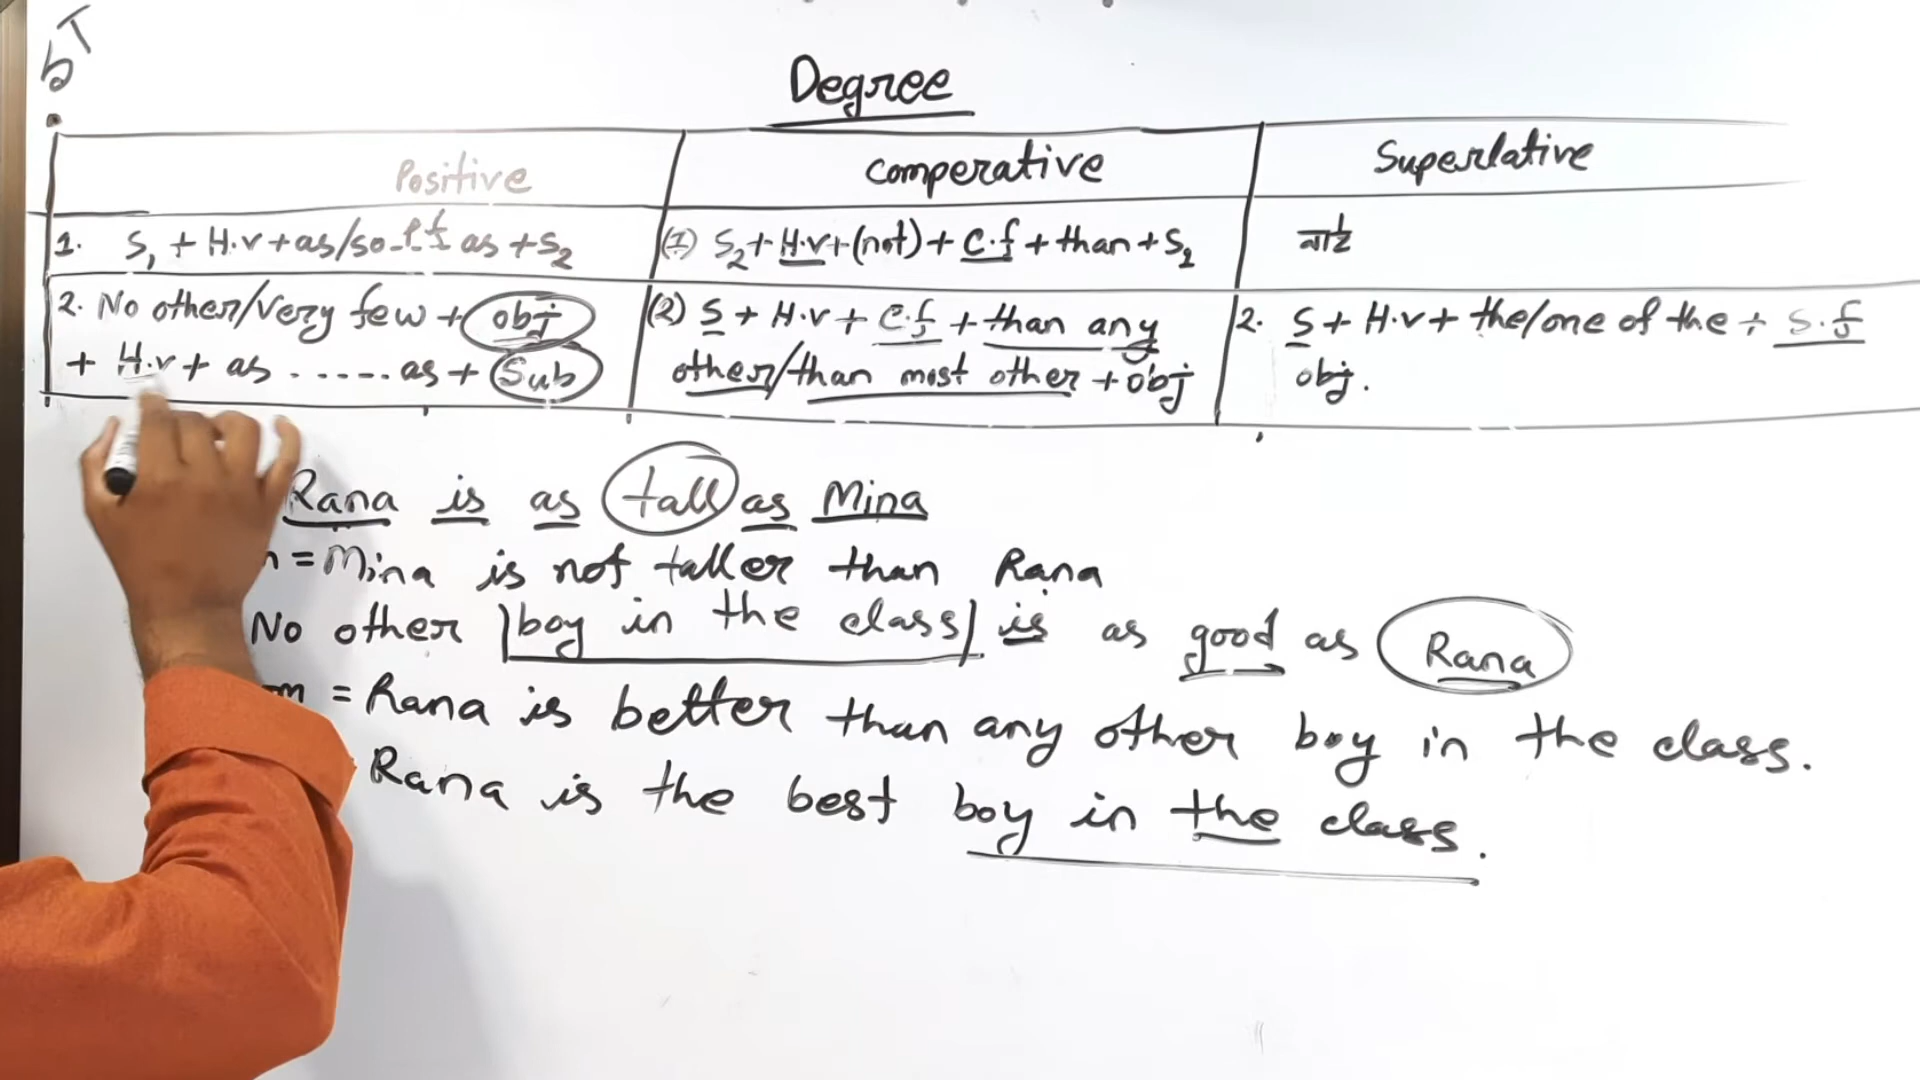 Degree
Positive
comperative
Superlative
1. S1 + H.v + as/so p.f as + S2
(1) S2 + H.v + (not) + C.f + than + S1
নাই
2. No other/very few + obj
+ H.v + as ...... as + Sub
(2) S + H.v + C.f + than any
other/than most other + obj
2. S + H.v + the/one of the + S.f
obj.
Rana is as tall as Mina
= Mina is not taller than Rana
No other boy in the class is as good as Rana
= Rana is better than any other boy in the class.
Rana is the best boy in the class.